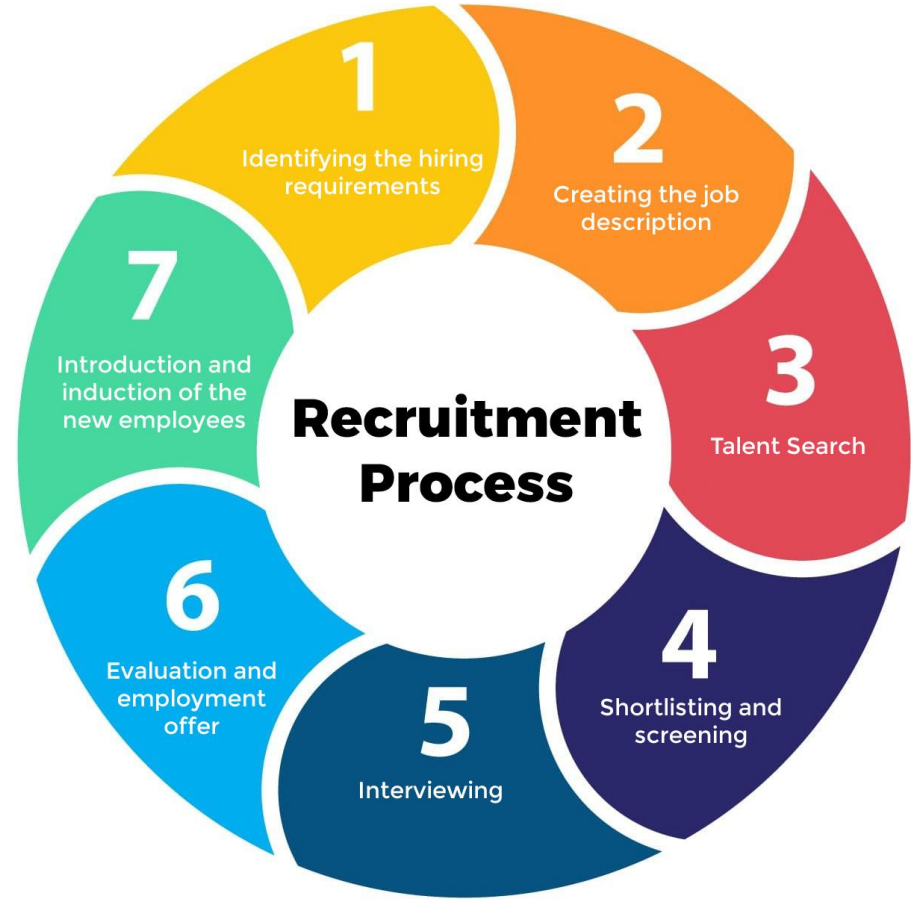 Recruitment
Process
1
Identifying the hiring
requirements
2
Creating the job
description
3
Talent Search
4
Shortlisting and
screening
5
Interviewing
6
Evaluation and
employment
offer
7
Introduction and
induction of the
new employees